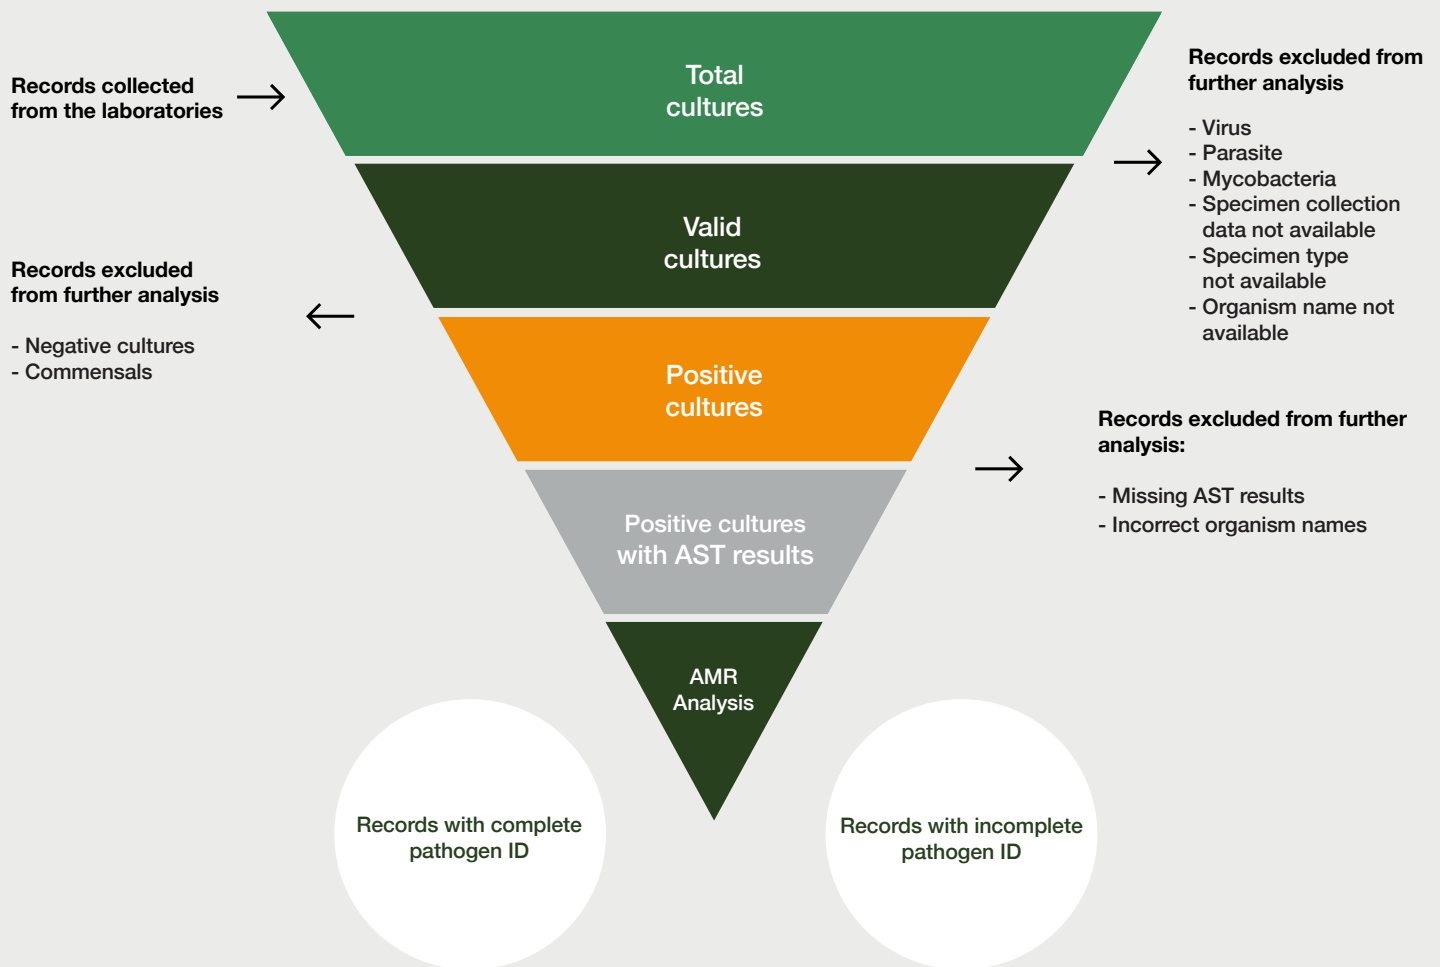 Records collected
from the laboratories
Total
cultures
Records excluded from
further analysis
- Virus
- Parasite
- Mycobacteria
- Specimen collection
data not available
- Specimen type
not available
- Organism name not
available
Valid
cultures
Records excluded
from further analysis
- Negative cultures
- Commensals
Positive
cultures
Records excluded from further
analysis:
- Missing AST results
- Incorrect organism names
Positive cultures
with AST results
AMR
Analysis
Records with complete
pathogen ID
Records with incomplete
pathogen ID